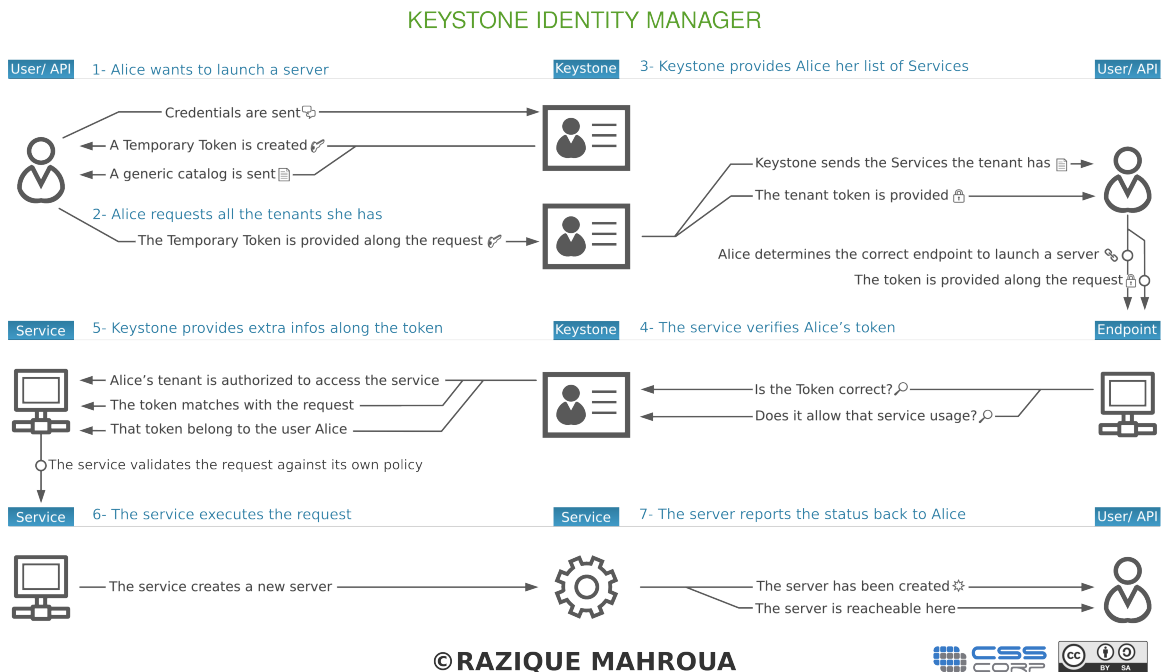 KEYSTONE IDENTITY MANAGER
User/ API
1- Alice wants to launch a server
Keystone
3- Keystone provides Alice her list of Services
User/ API
Credentials are sent
A Temporary Token is created
A generic catalog is sent
Keystone sends the Services the tenant has
The tenant token is provided
2- Alice requests all the tenants she has
The Temporary Token is provided along the request
Alice determines the correct endpoint to launch a server
The token is provided along the request
Service
5- Keystone provides extra infos along the token
Keystone
4- The service verifies Alice’s token
Endpoint
Alice’s tenant is authorized to access the service
The token matches with the request
That token belong to the user Alice
Is the Token correct?
Does it allow that service usage?
The service validates the request against its own policy
Service
6- The service executes the request
Service
7- The server reports the status back to Alice
User/ API
The service creates a new server
The server has been created
The server is reacheable here
©RAZIQUE MAHROUA
CSS
CORP
cc
BY SA